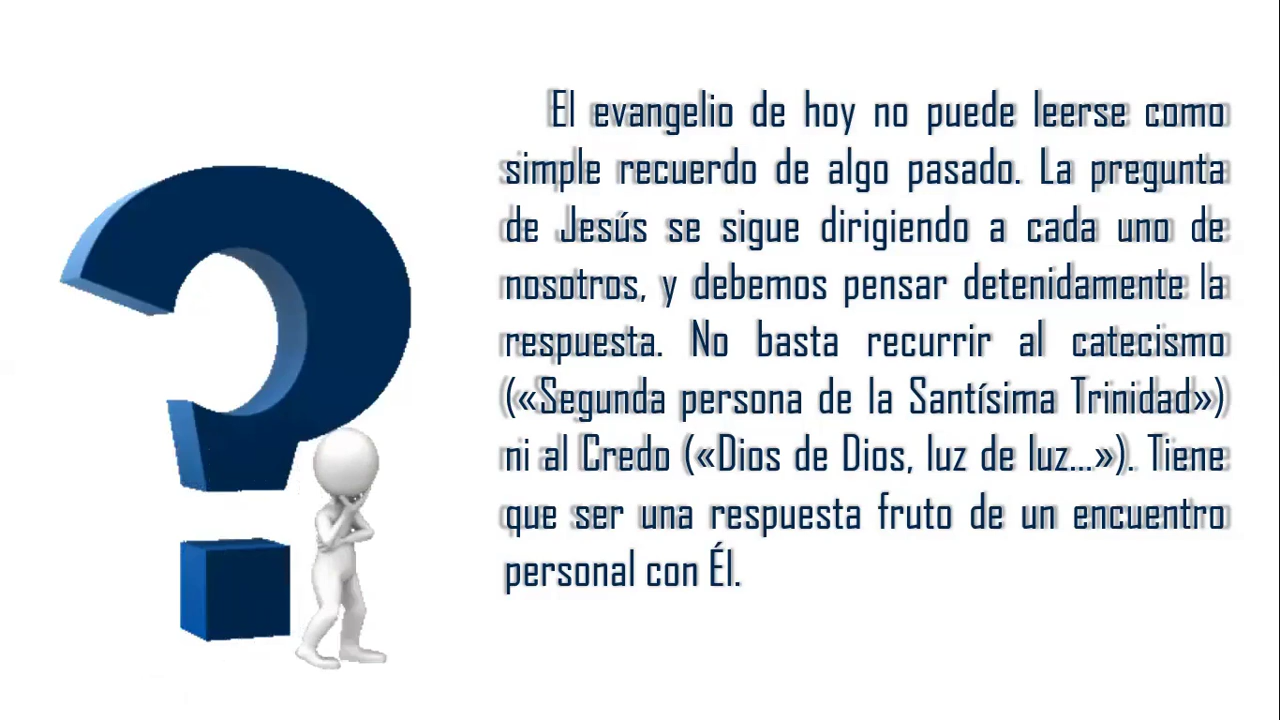 El evangelio de hoy no puede leerse como
simple recuerdo de algo pasado. La pregunta
de Jesús se sigue dirigiendo a cada uno de
nosotros, y debemos pensar detenidamente la
respuesta. No basta recurrir al catecismo
(«Segunda persona de la Santísima Trinidad»)
ni al Credo («Dios de Dios, luz de luz...»). Tiene
que ser una respuesta fruto de un encuentro
personal con Él.